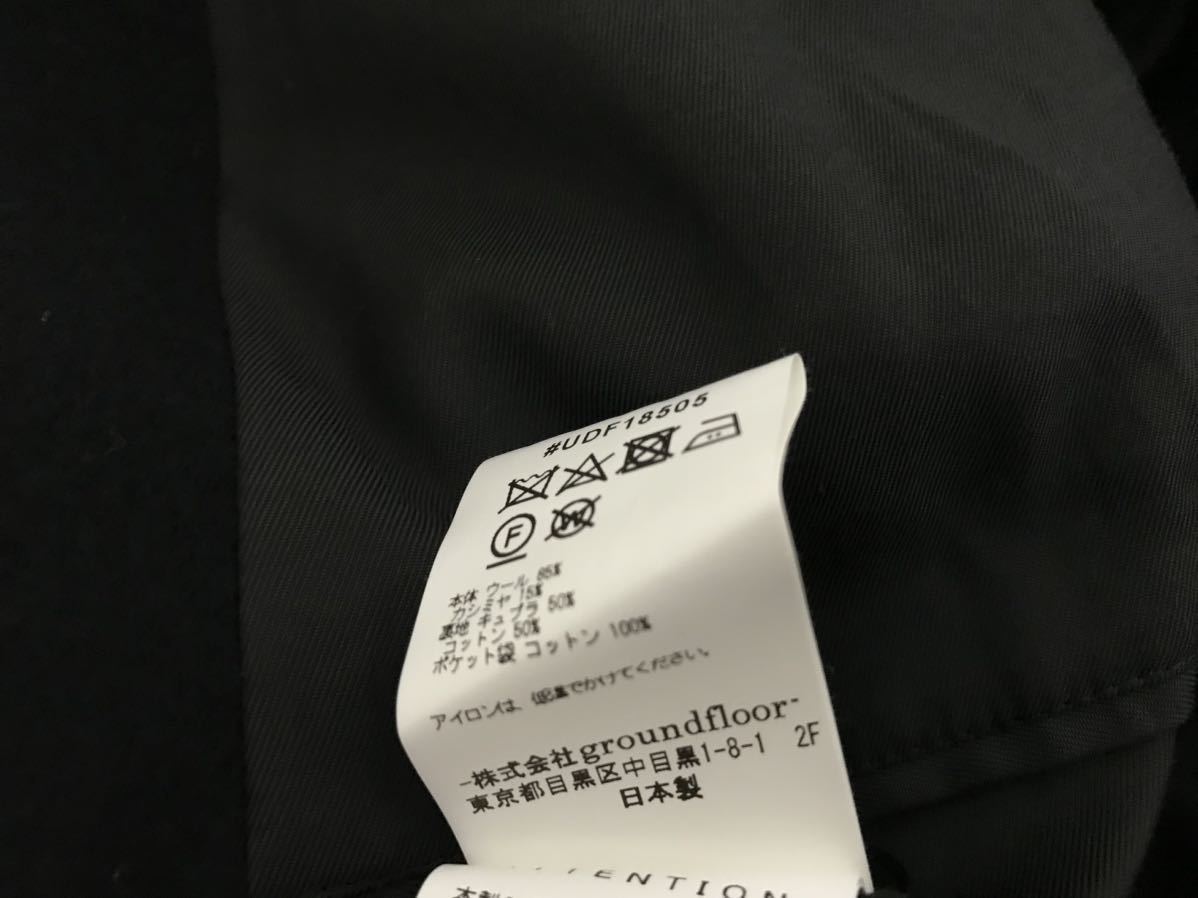 #UDF18505
F W
本体 ウール 85%
カシミヤ 15%
裏地 キュプラ 50%
コットン 50%
ポケット袋 コットン 100%
アイロンは、低温でかけてください。
-株式会社groundfloor-
東京都目黒区中目黒1-8-1 2F
日本製
ATTENTION